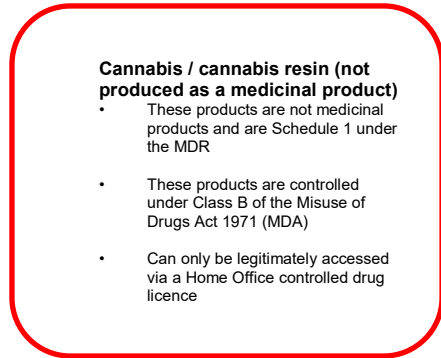 Cannabis / cannabis resin (not
produced as a medicinal product)
• These products are not medicinal
products and are Schedule 1 under
the MDR
• These products are controlled
under Class B of the Misuse of
Drugs Act 1971 (MDA)
• Can only be legitimately accessed
via a Home Office controlled drug
licence